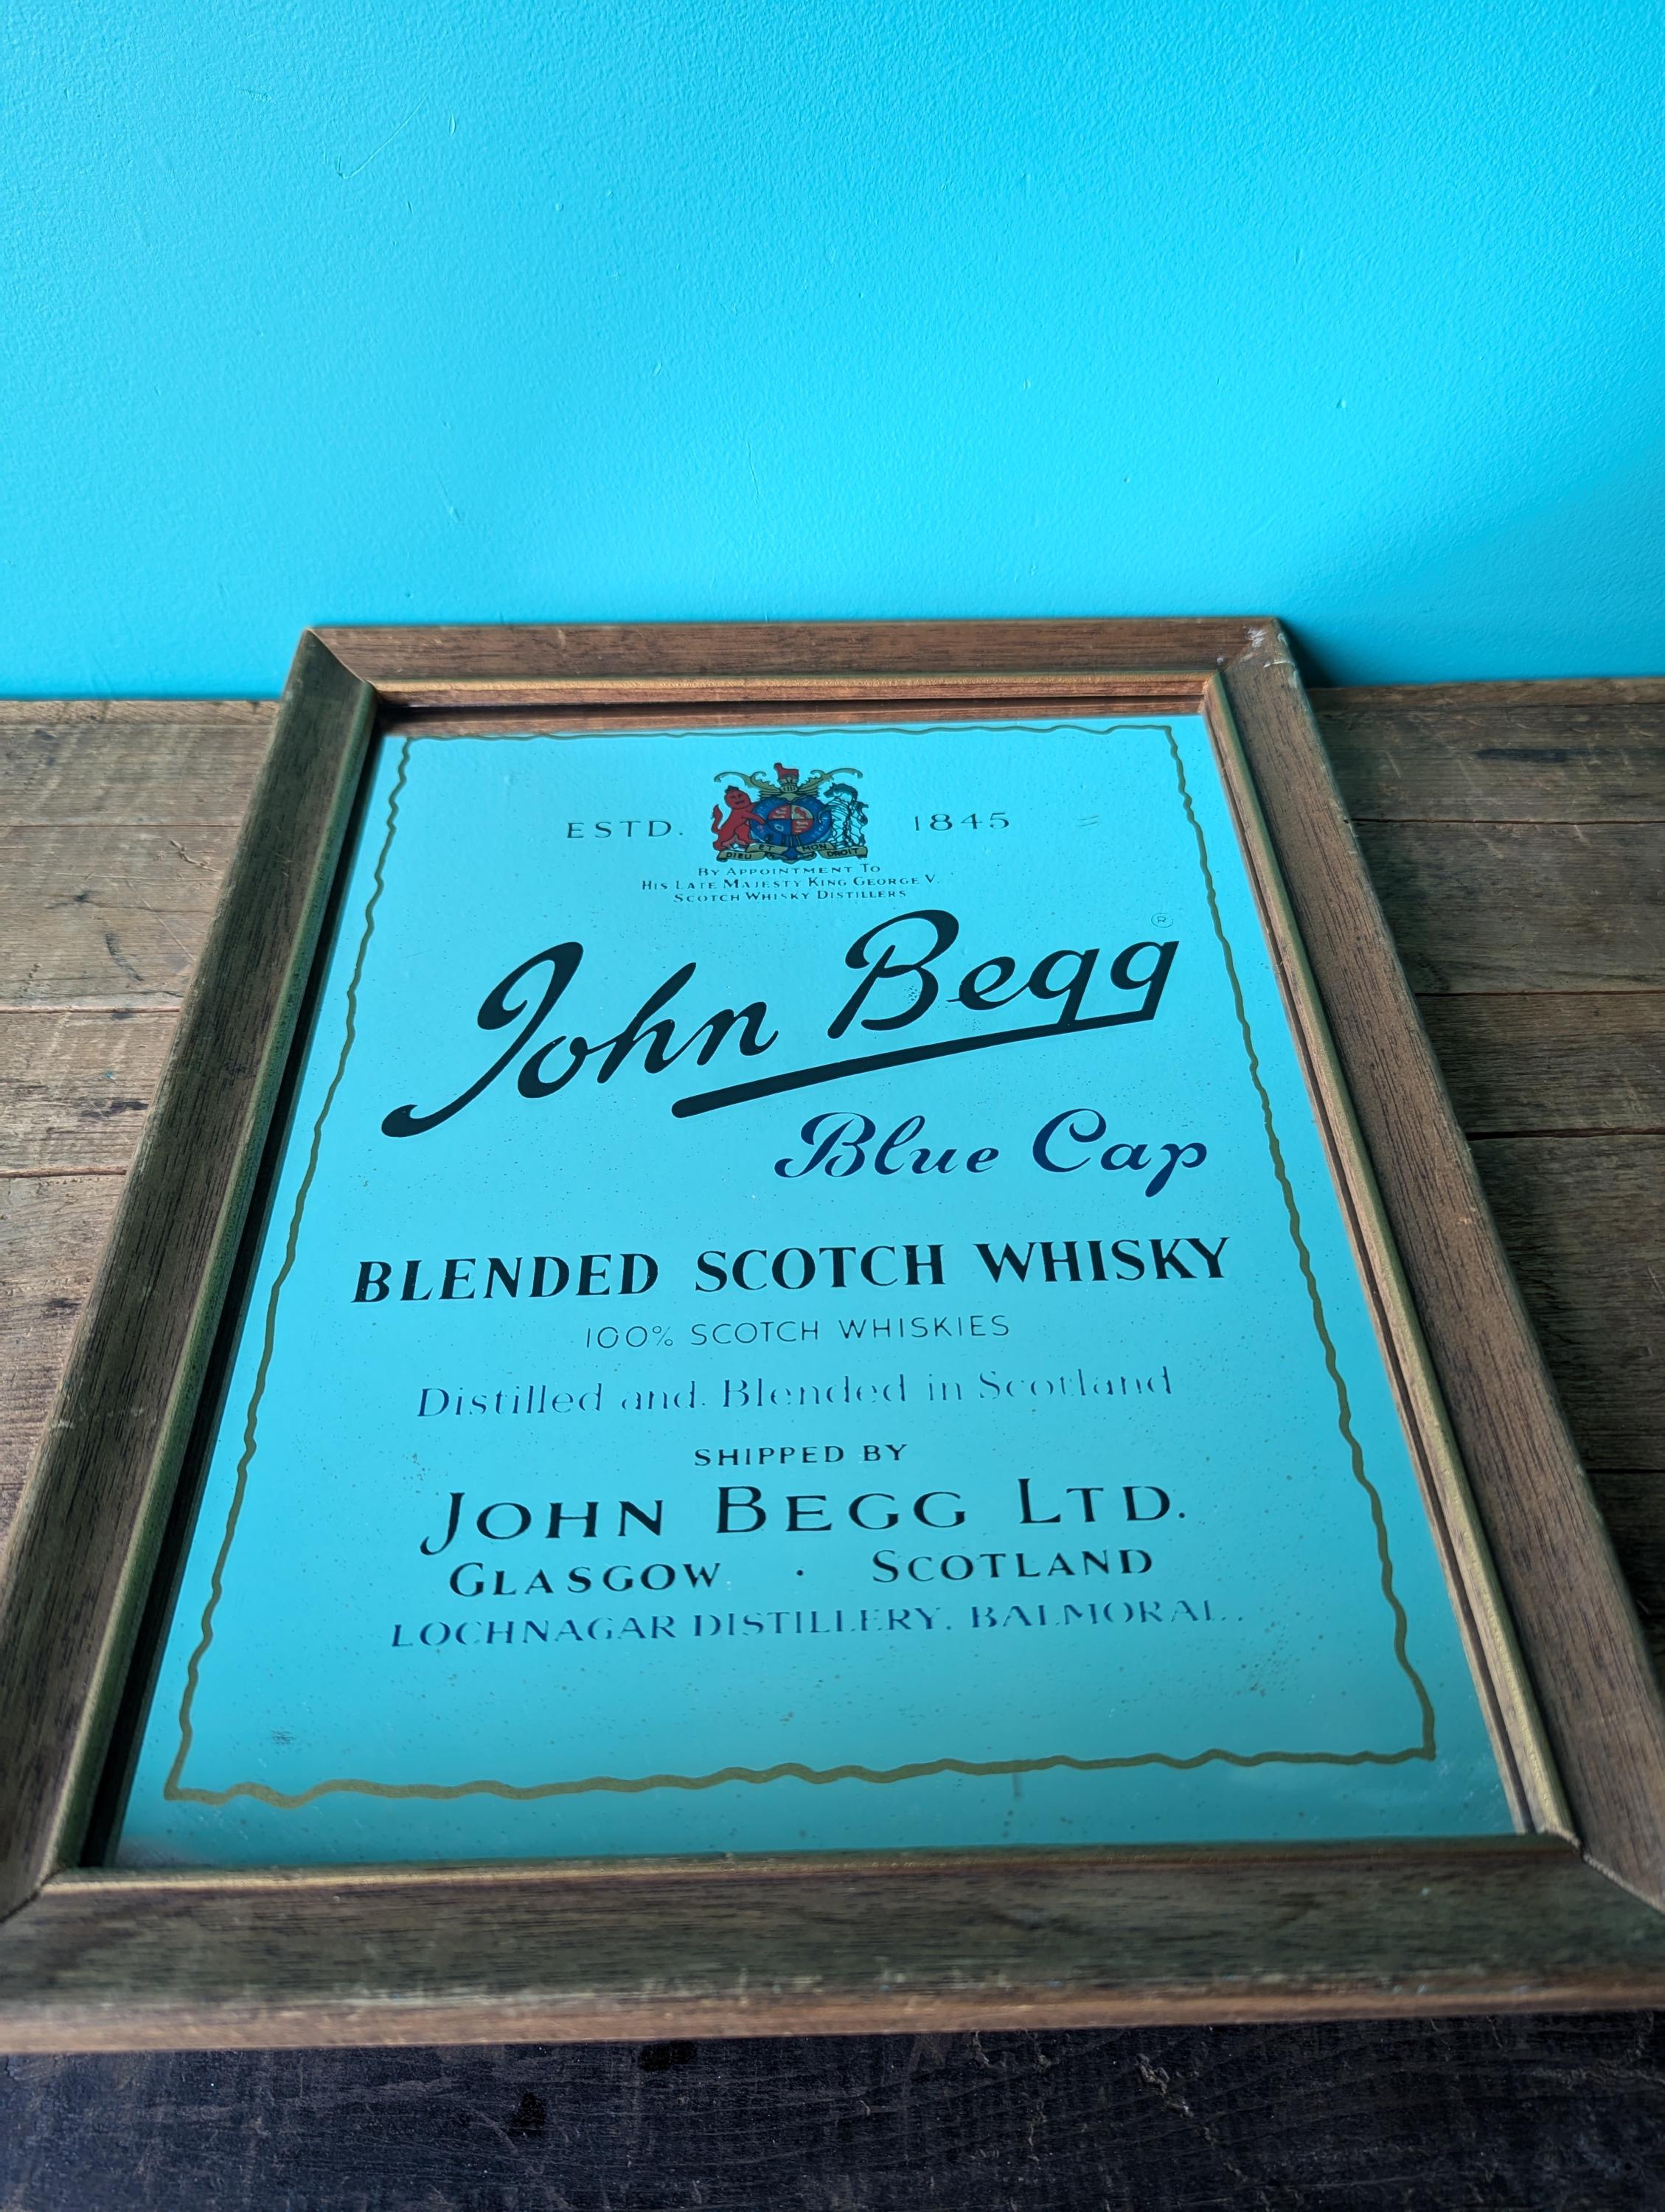 ESTD. 1845
DIEU ET MON DROIT
BY APPOINTMENT TO
HIS LATE MAJESTY KING GEORGE V.
SCOTCH WHISKY DISTILLERS
John Begg ®
Blue Cap
BLENDED SCOTCH WHISKY
100% SCOTCH WHISKIES
Distilled and Blended in Scotland
SHIPPED BY
JOHN BEGG LTD.
GLASGOW · SCOTLAND
LOCHNAGAR DISTILLERY. BALMORAL.